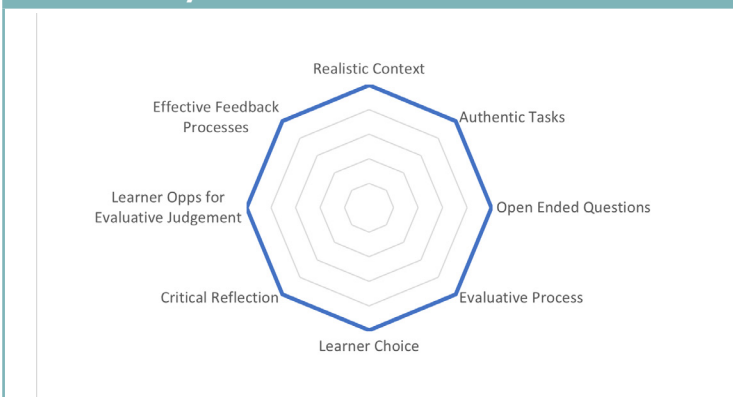 Realistic Context
Effective Feedback
Processes
Authentic Tasks
Learner Opps for
Evaluative Judgement
Open Ended Questions
Critical Reflection
Evaluative Process
Learner Choice